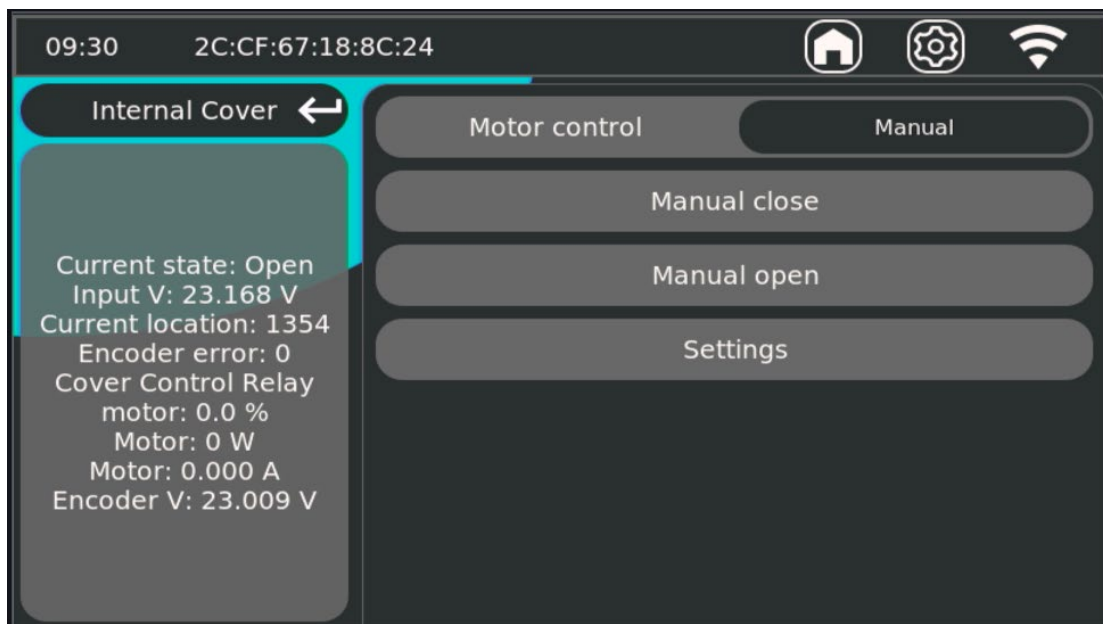 09:30 2C:CF:67:18:8C:24
Internal Cover
Current state: Open
Input V: 23.168 V
Current location: 1354
Encoder error: 0
Cover Control Relay
motor: 0.0 %
Motor: 0 W
Motor: 0.000 A
Encoder V: 23.009 V
Motor control Manual
Manual close
Manual open
Settings